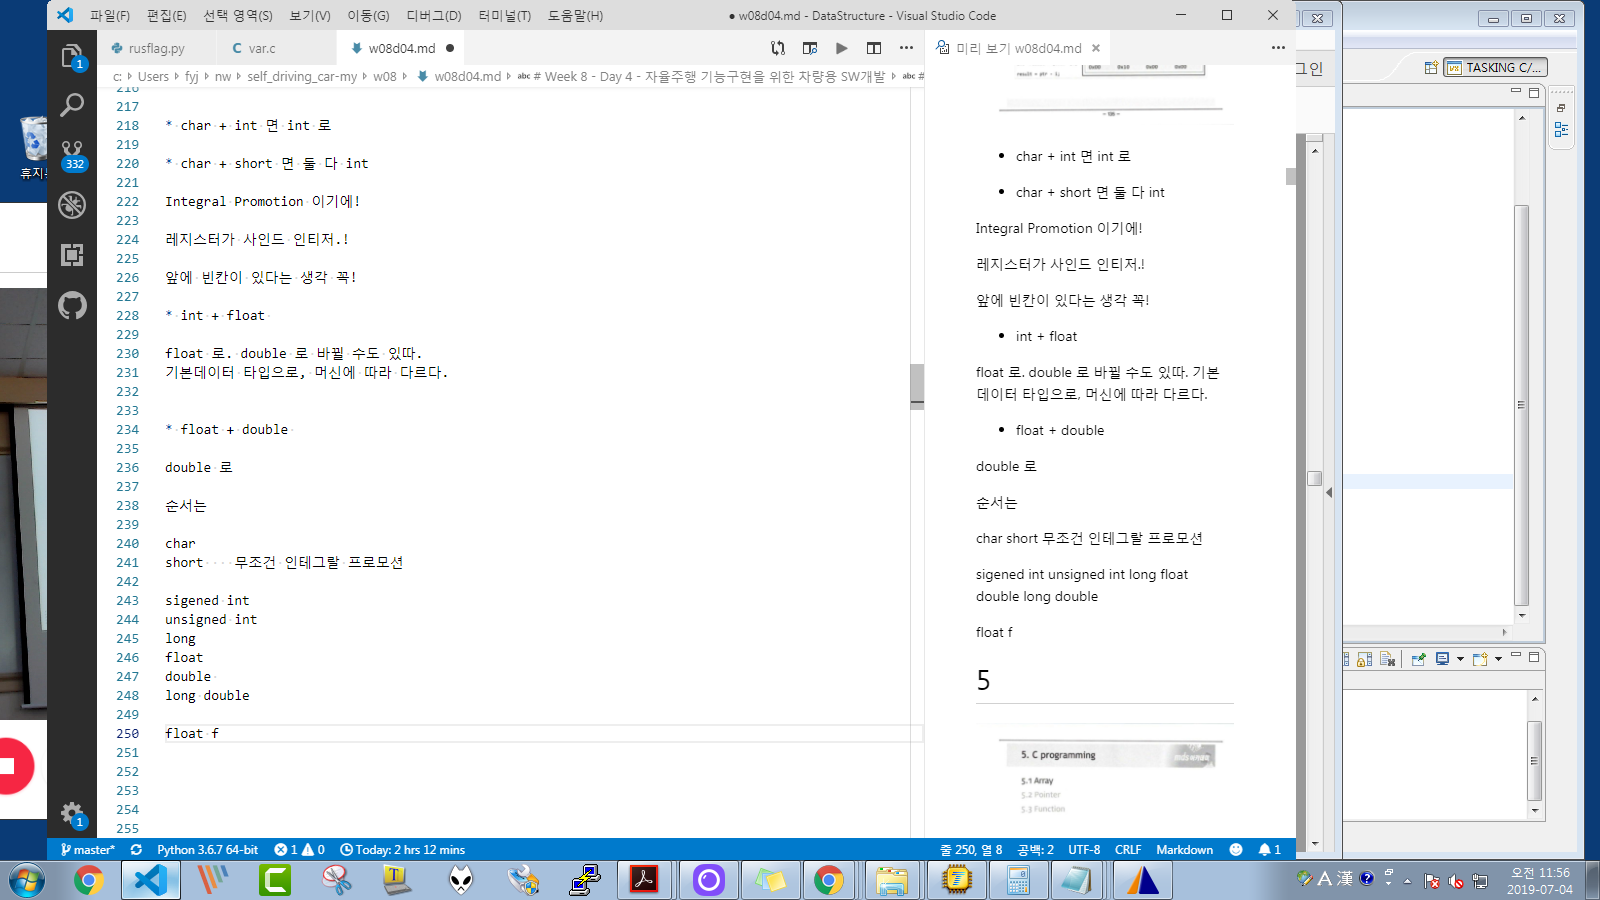 파일(F) 편집(E) 선택 영역(S) 보기(V) 이동(G) 디버그(D) 터미널(T) 도움말(H)
● w08d04.md - DataStructure - Visual Studio Code
rusflag.py
var.c
w08d04.md
미리 보기 w08d04.md
c: > Users > fyj > nw > self_driving_car-my > w08 > w08d04.md > # Week 8 - Day 4 - 자율주행 기능구현을 위한 차량용 SW개발 > #
TASKING C/...
그인
휴지
1
332
1
216
217
218 * char + int 면 int 로
219
220 * char + short 면 둘 다 int
221
222 Integral Promotion 이기에!
223
224 레지스터가 사인드 인티저.!
225
226 앞에 빈칸이 있다는 생각 꼭!
227
228 * int + float
229
230 float 로. double 로 바뀔 수도 있따.
231 기본데이터 타입으로, 머신에 따라 다르다.
232
233
234 * float + double
235
236 double 로
237
238 순서는
239
240 char
241 short 무조건 인테그랄 프로모션
242
243 sigened int
244 unsigned int
245 long
246 float
247 double
248 long double
249
250 float f
251
252
253
254
255
• char + int 면 int 로
• char + short 면 둘 다 int
Integral Promotion 이기에!
레지스터가 사인드 인티저.!
앞에 빈칸이 있다는 생각 꼭!
• int + float
float 로. double 로 바뀔 수도 있따. 기본
데이터 타입으로, 머신에 따라 다르다.
• float + double
double 로
순서는
char short 무조건 인테그랄 프로모션
sigened int unsigned int long float
double long double
float f
5
5. C programming
5.1 Array
5.2 Pointer
5.3 Function
master* Python 3.6.7 64-bit 1 0 Today: 2 hrs 12 mins
줄 250, 열 8 공백: 2 UTF-8 CRLF Markdown 1
A 漢
오전 11:56
2019-07-04